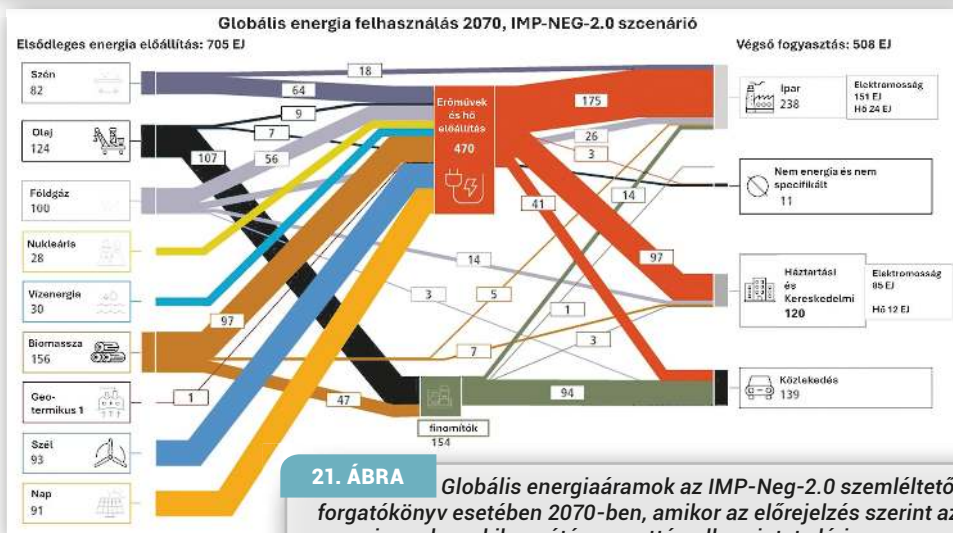 Globális energia felhasználás 2070, IMP-NEG-2.0 szcenárió
Elsődleges energia előállítás: 705 EJ
Végső fogyasztás: 508 EJ
Szén
82
Olaj
124
Földgáz
100
Nukleáris
28
Vízenergia
30
Biomassza
156
Geo-
termikus 1
Szél
93
Nap
91
18
64
9
7
107
56
97
1
47
Erőművek
és hő
előállítás
470
finomítók
154
175
26
3
14
41
97
14
3
5
1
7
3
94
Ipar
238
Elektromosság
151 EJ
Hő 24 EJ
Nem energia és nem
specifikált
11
Háztartási
és
Kereskedelmi
120
Elektromosság
85 EJ
Hő 12 EJ
Közlekedés
139
21. ÁBRA
Globális energiaáramok az IMP-Neg-2.0 szemléltető
forgatókönyv esetében 2070-ben, amikor az előrejelzés szerint az